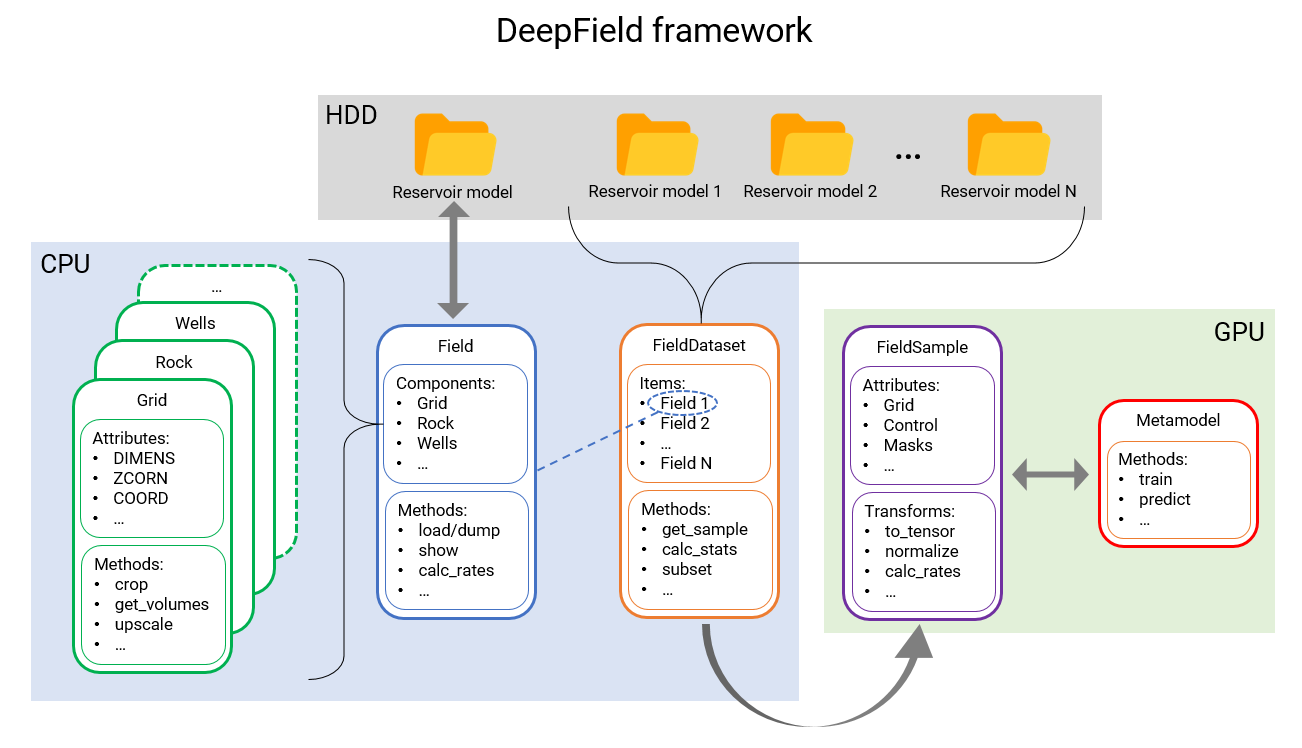 DeepField framework
HDD
Reservoir model
Reservoir model 1
Reservoir model 2
...
Reservoir model N
CPU
...
Wells
Rock
Grid
Attributes:
• DIMENS
• ZCORN
• COORD
• ...
Methods:
• crop
• get_volumes
• upscale
• ...
Field
Components:
• Grid
• Rock
• Wells
• ...
Methods:
• load/dump
• show
• calc_rates
• ...
FieldDataset
Items:
• Field 1
• Field 2
• ...
• Field N
Methods:
• get_sample
• calc_stats
• subset
• ...
GPU
FieldSample
Attributes:
• Grid
• Control
• Masks
• ...
Transforms:
• to_tensor
• normalize
• calc_rates
• ...
Metamodel
Methods:
• train
• predict
• ...